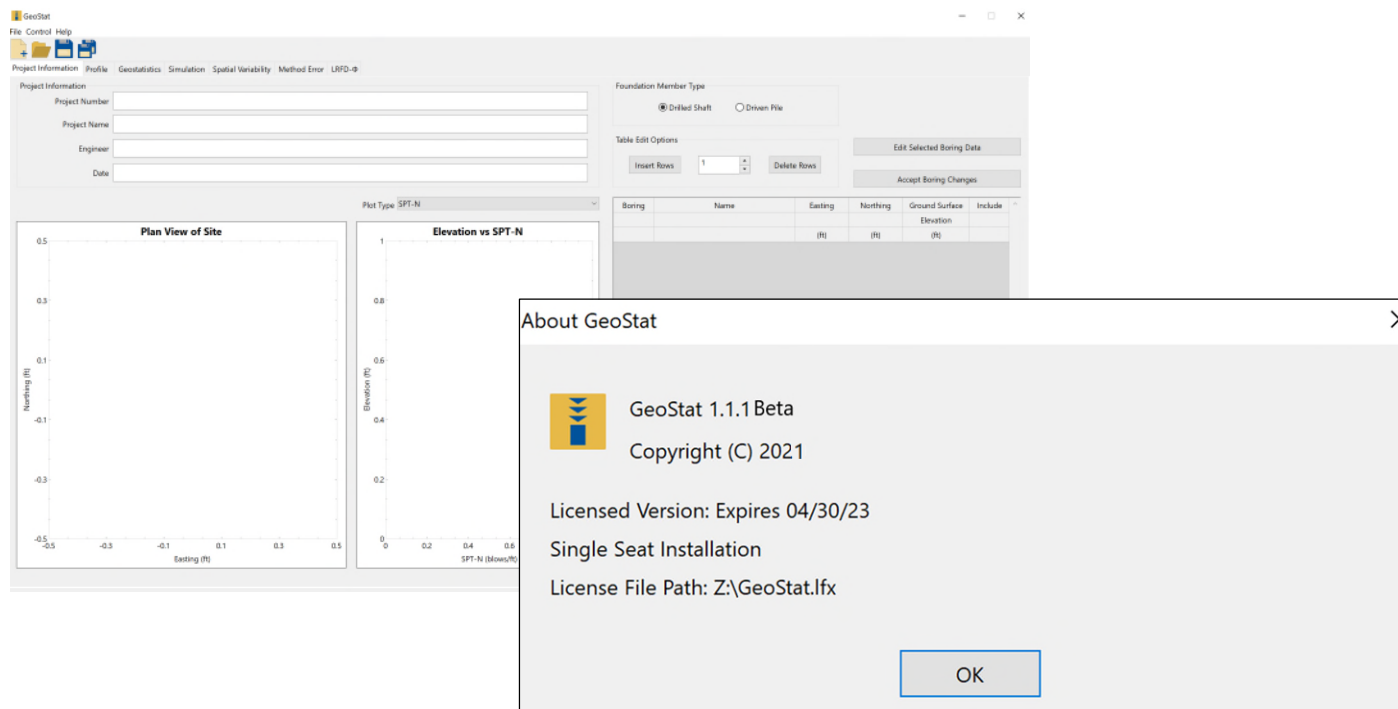 GeoStat
File Control Help
Project Information Profile Geostatistics Simulation Spatial Variability Method Error LRFD-Φ
Project Information
Project Number
Project Name
Engineer
Date
Foundation Member Type
Drilled Shaft Driven Pile
Table Edit Options
Insert Rows 1 Delete Rows
Edit Selected Boring Data
Accept Boring Changes
Plot Type SPT-N
Boring Name Easting Northing Ground Surface Include
Elevation
(ft) (ft) (ft)
Plan View of Site
0.5
0.3
0.1
-0.1
-0.3
-0.5
Northing (ft)
-0.5 -0.3 -0.1 0.1 0.3 0.5
Easting (ft)
Elevation vs SPT-N
1
0.8
0.6
0.4
0.2
0
Elevation (ft)
0 0.2 0.4 0.6
SPT-N (blows/ft)
About GeoStat
GeoStat 1.1.1 Beta
Copyright (C) 2021
Licensed Version: Expires 04/30/23
Single Seat Installation
License File Path: Z:\GeoStat.lfx
OK